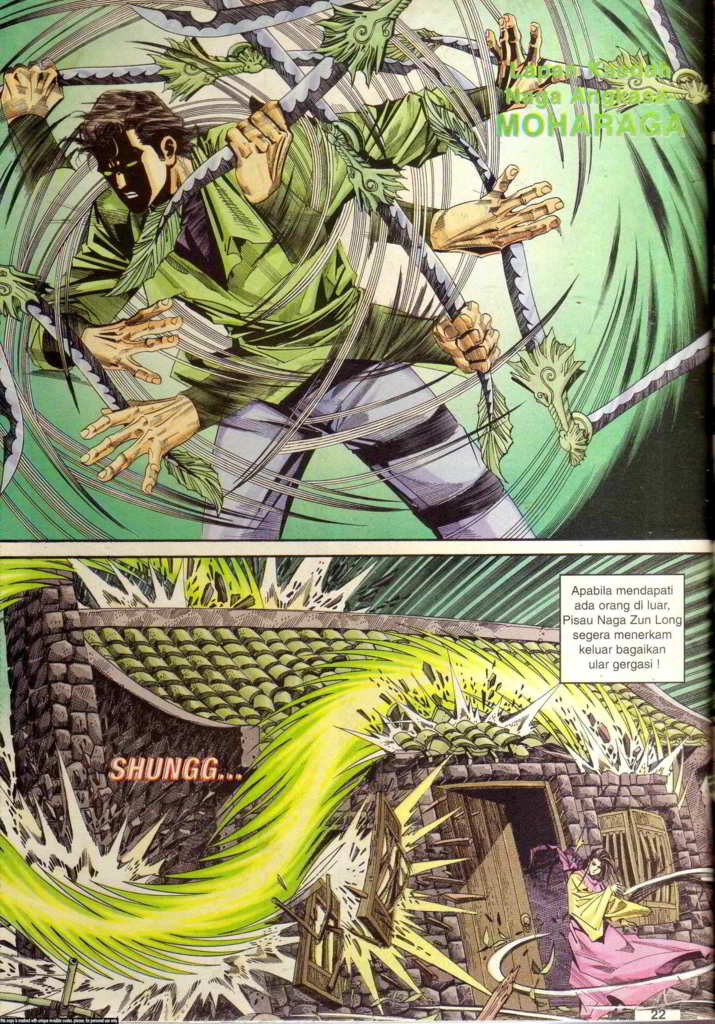 Lapan Kaedah
Naga Angkasa
MOHARAGA
Apabila mendapati
ada orang di luar,
Pisau Naga Zun Long
segera menerkam
keluar bagaikan
ular gergasi !
SHUNGG...
22